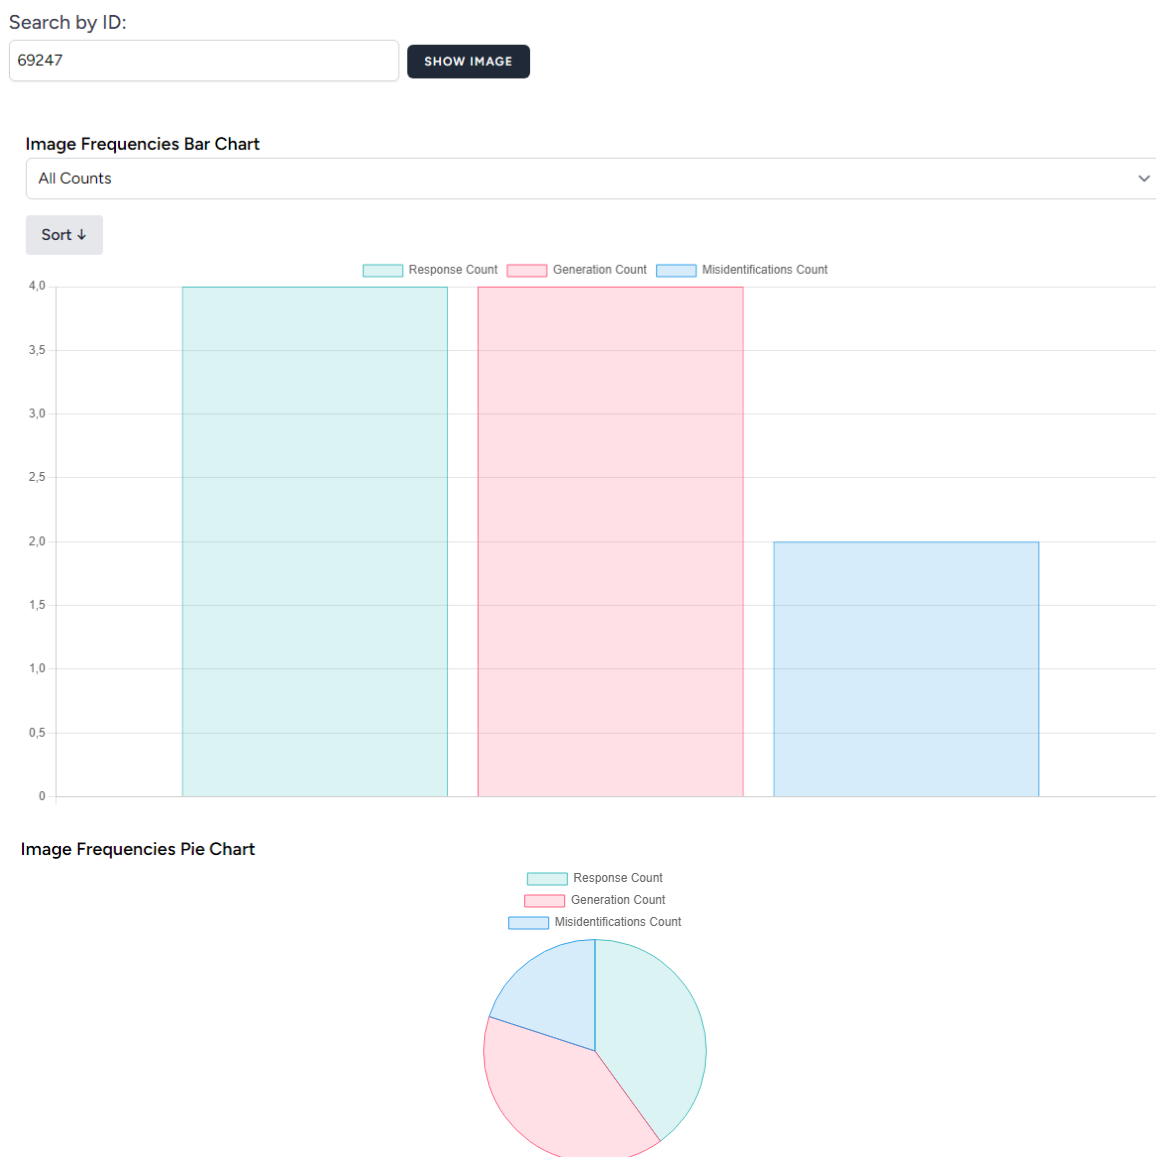 Search by ID:
69247 SHOW IMAGE
Image Frequencies Bar Chart
All Counts
Sort ↓
Response Count Generation Count Misidentifications Count
4,0
3,5
3,0
2,5
2,0
1,5
1,0
0,5
0
Image Frequencies Pie Chart
Response Count
Generation Count
Misidentifications Count